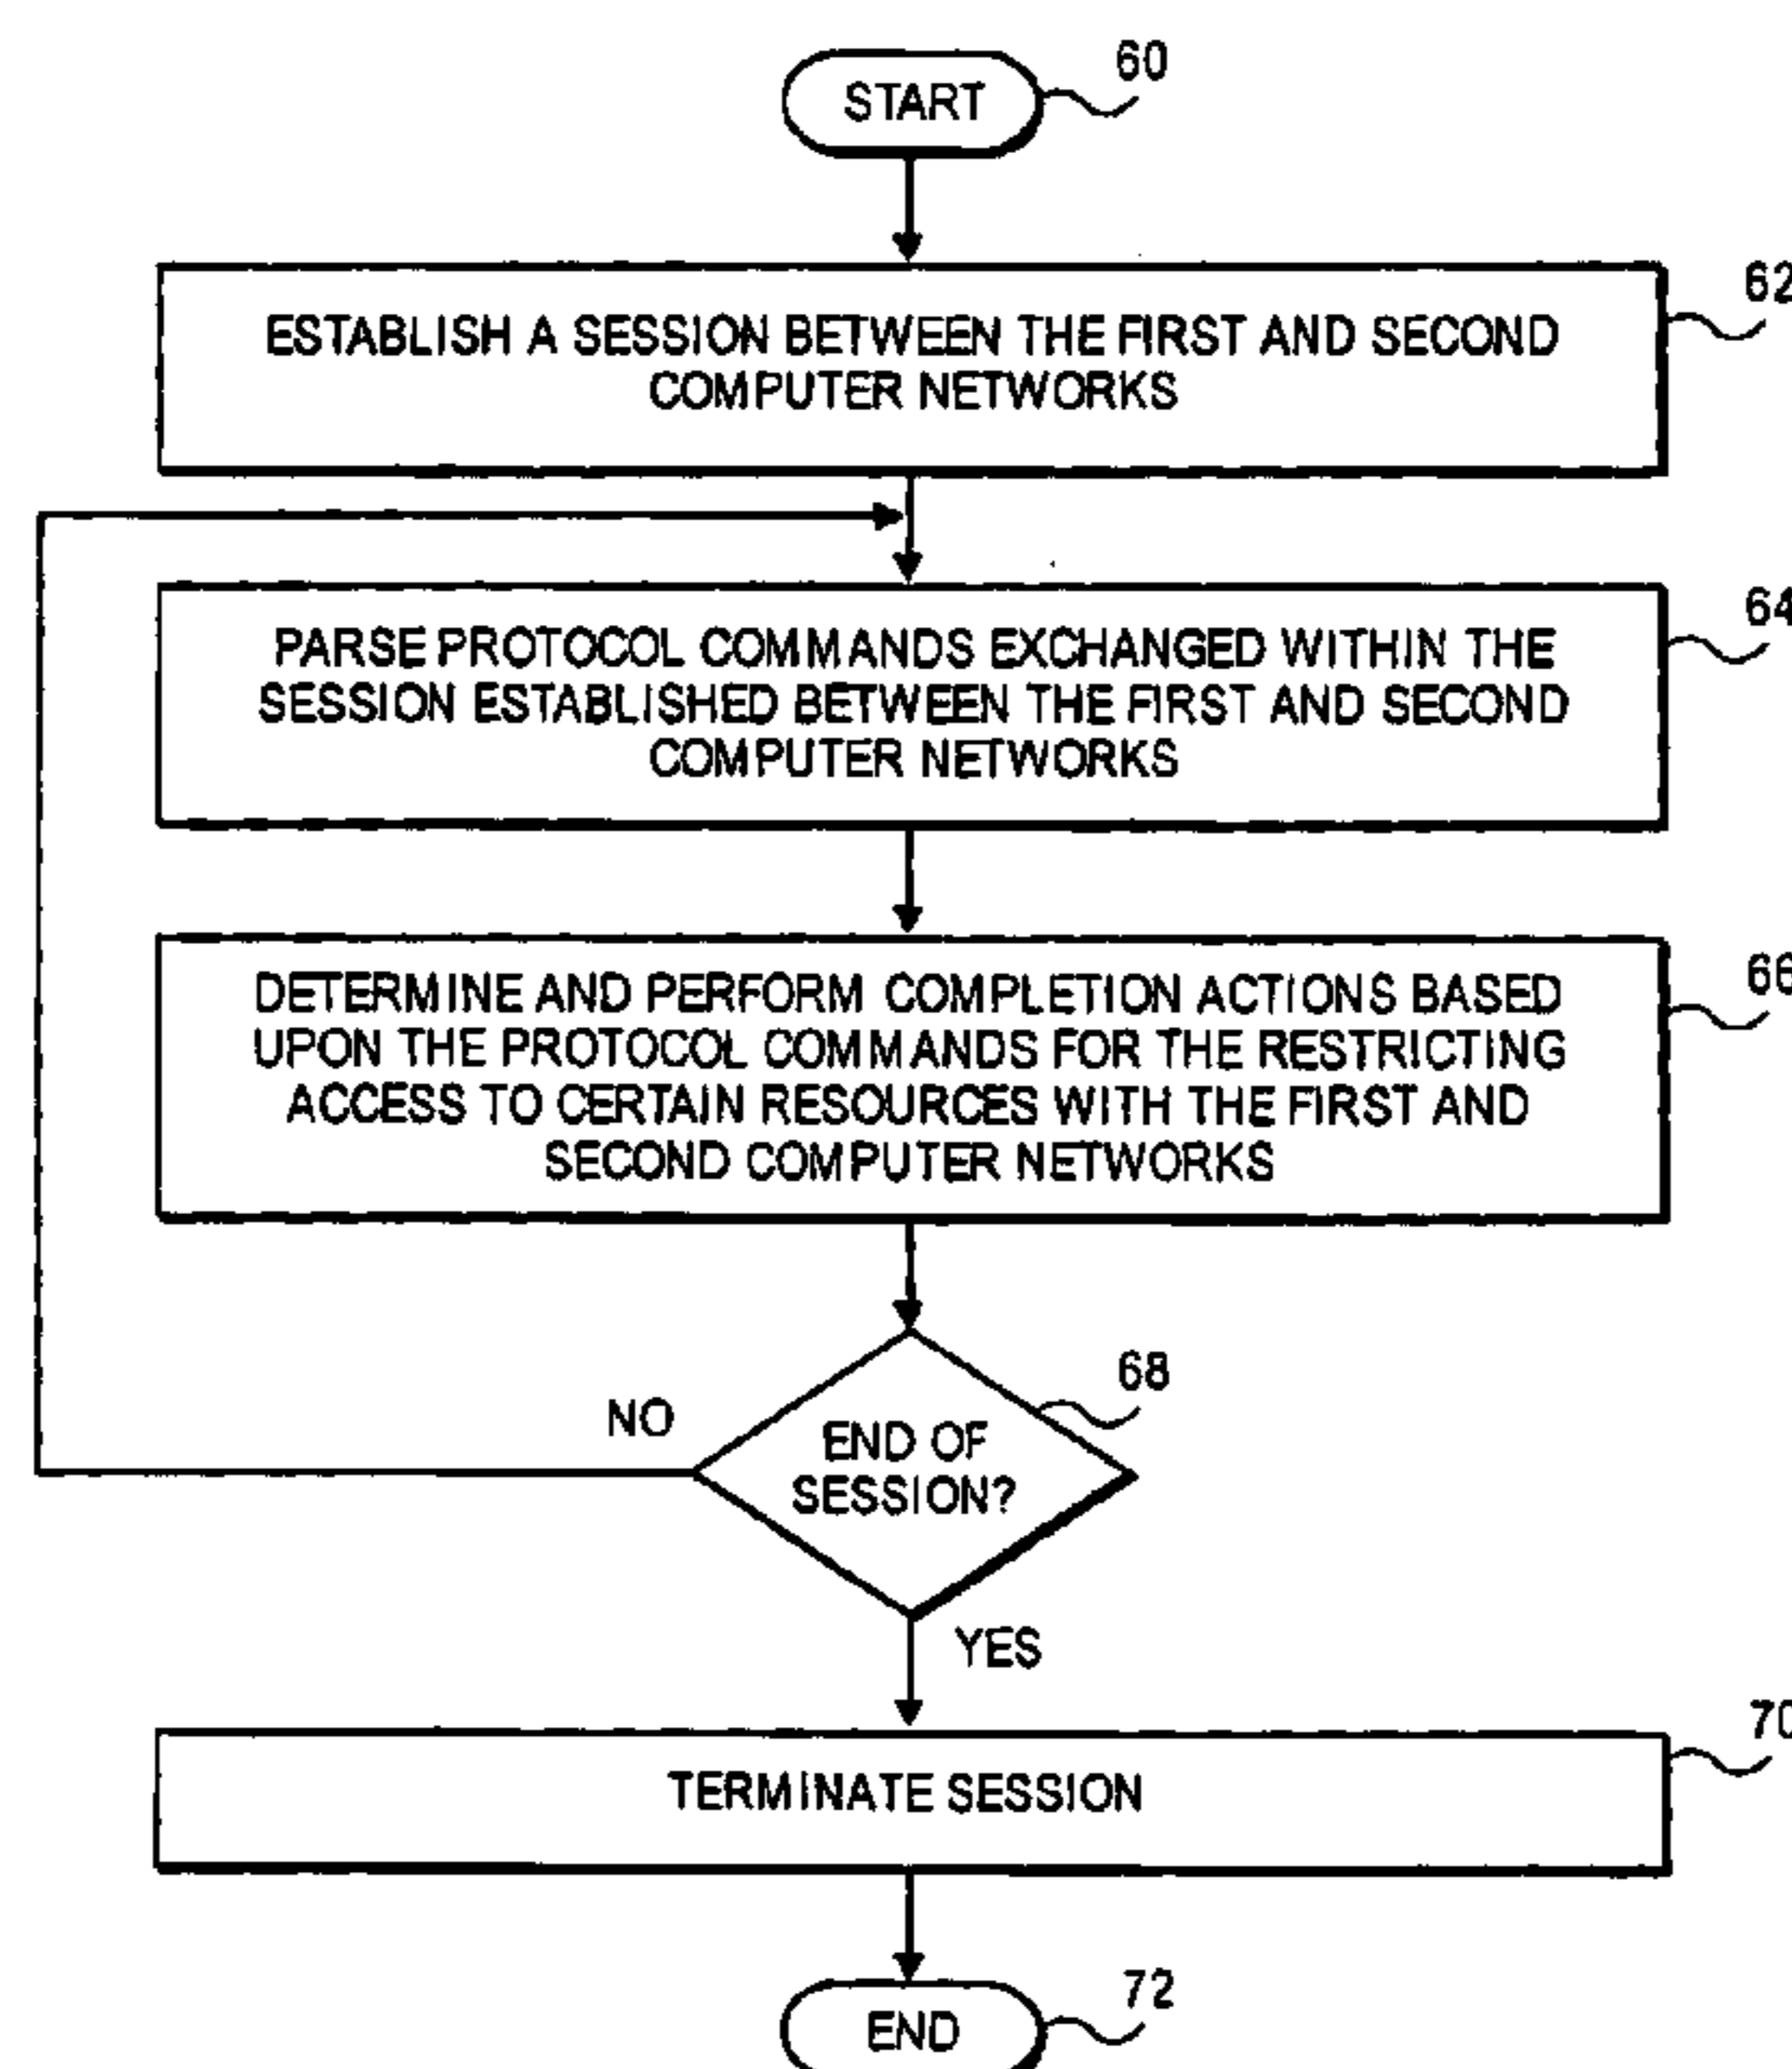 60
START
62
ESTABLISH A SESSION BETWEEN THE FIRST AND SECOND
COMPUTER NETWORKS
64
PARSE PROTOCOL COMMANDS EXCHANGED WITHIN THE
SESSION ESTABLISHED BETWEEN THE FIRST AND SECOND
COMPUTER NETWORKS
66
DETERMINE AND PERFORM COMPLETION ACTIONS BASED
UPON THE PROTOCOL COMMANDS FOR THE RESTRICTING
ACCESS TO CERTAIN RESOURCES WITH THE FIRST AND
SECOND COMPUTER NETWORKS
68
NO
END OF
SESSION?
YES
70
TERMINATE SESSION
72
END